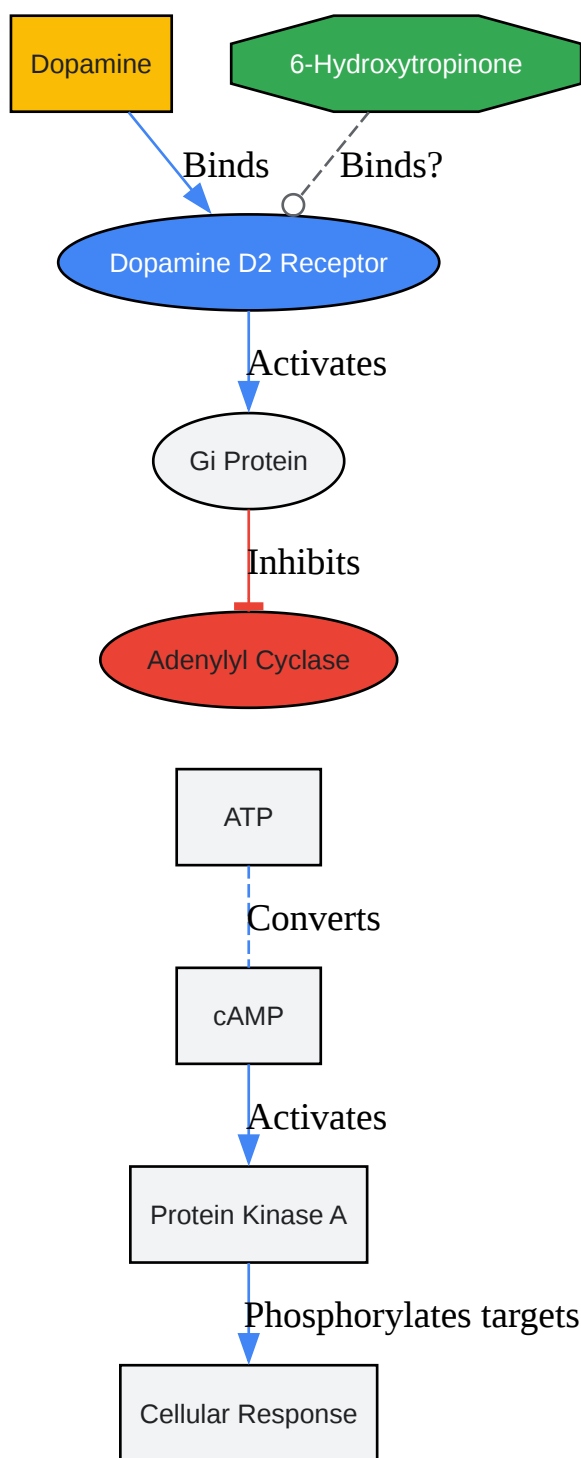 Dopamine
6-Hydroxytropinone
Binds
Binds?
Dopamine D2 Receptor
Activates
Gi Protein
Inhibits
Adenylyl Cyclase
ATP
Converts
cAMP
Activates
Protein Kinase A
Phosphorylates targets
Cellular Response